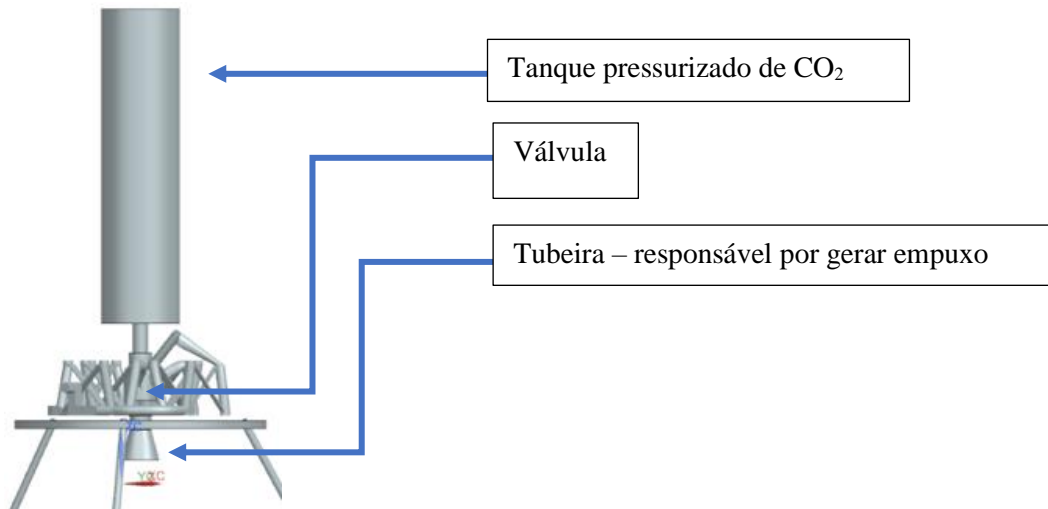 Tanque pressurizado de CO₂
Válvula
Tubeira – responsável por gerar empuxo